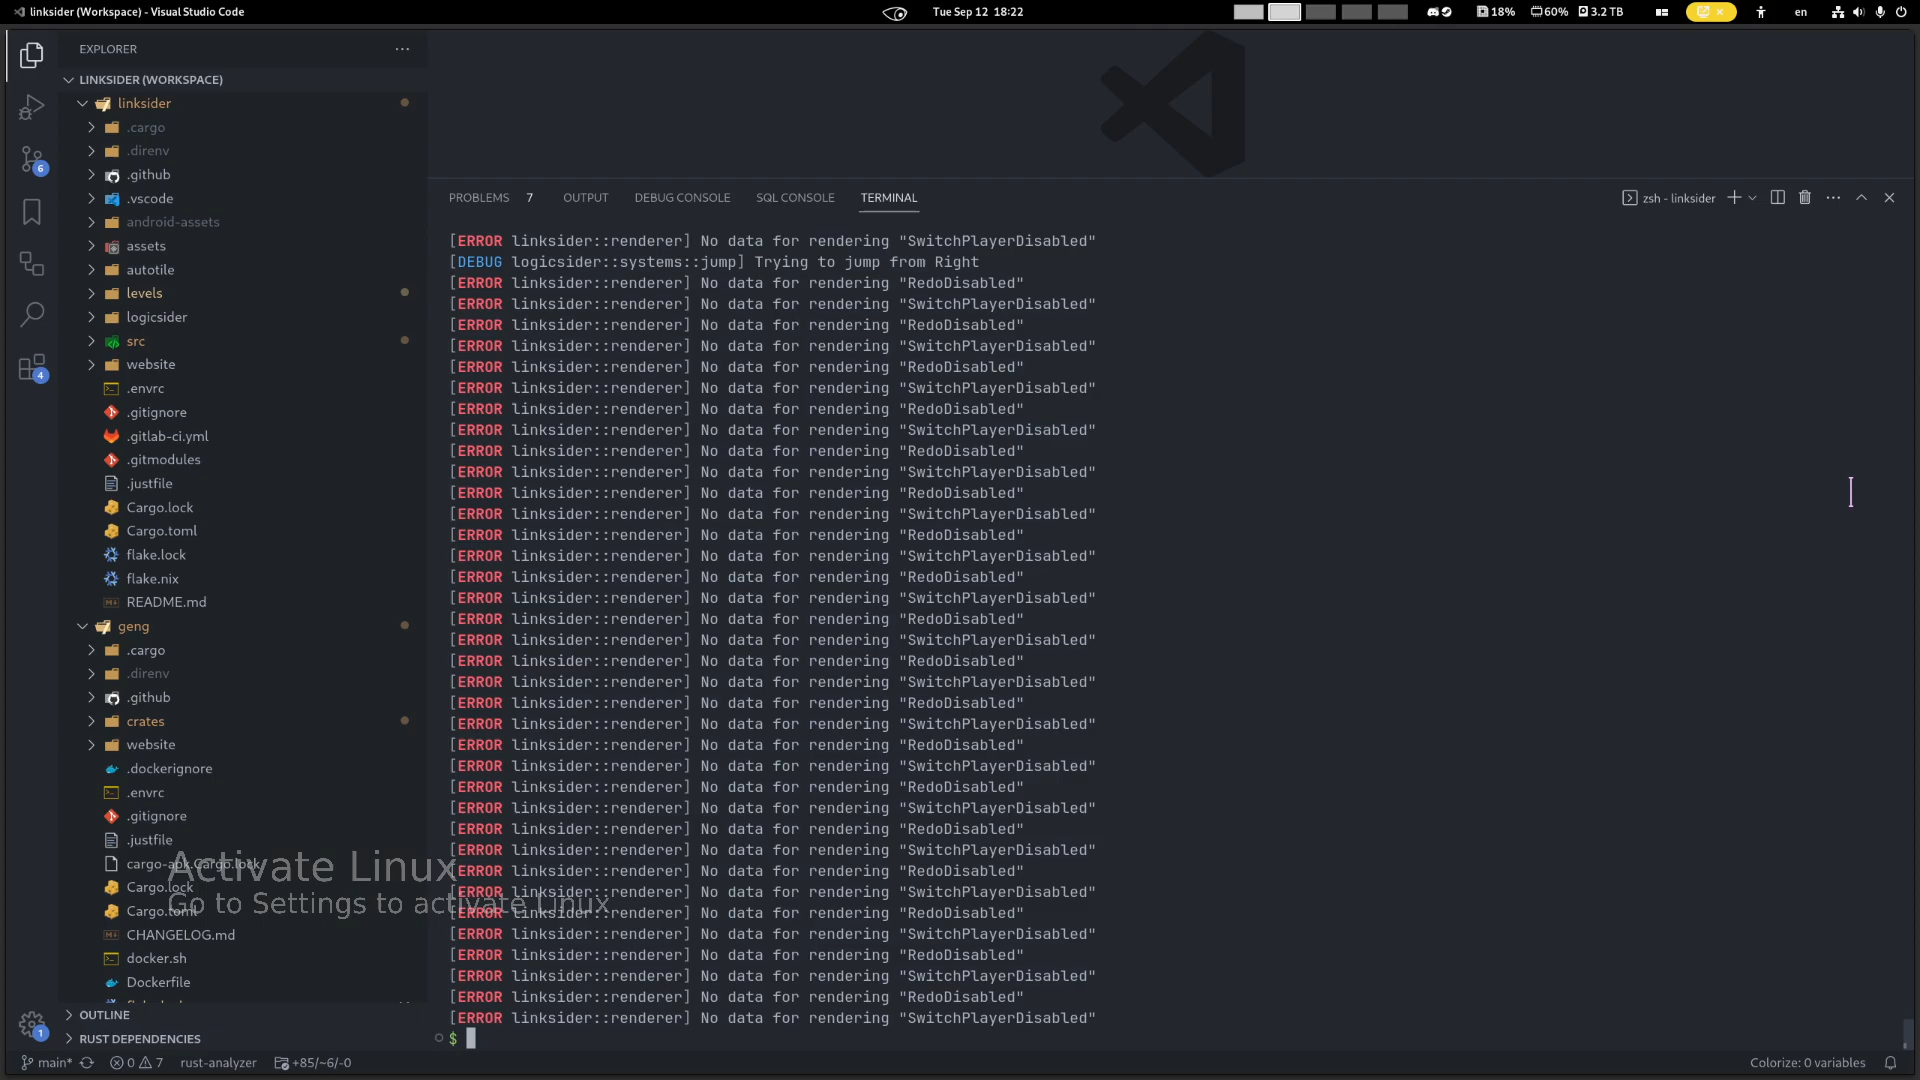 linksider (Workspace) - Visual Studio Code
Tue Sep 12 18:22
18%
60%
3.2 TB
en
EXPLORER
LINKSIDER (WORKSPACE)
linksider
.cargo
.direnv
.github
.vscode
android-assets
assets
autotile
levels
logicsider
src
website
.envrc
.gitignore
.gitlab-ci.yml
.gitmodules
.justfile
Cargo.lock
Cargo.toml
flake.lock
flake.nix
README.md
geng
.cargo
.direnv
.github
crates
website
.dockerignore
.envrc
.gitignore
.justfile
cargo-apk.Cargo.lock
Cargo.lock
Cargo.toml
CHANGELOG.md
docker.sh
Dockerfile
OUTLINE
RUST DEPENDENCIES
6
4
1
Activate Linux
Go to Settings to activate Linux
PROBLEMS 7 OUTPUT DEBUG CONSOLE SQL CONSOLE TERMINAL
zsh - linksider
[ERROR linksider::renderer] No data for rendering "SwitchPlayerDisabled"
[DEBUG logicsider::systems::jump] Trying to jump from Right
[ERROR linksider::renderer] No data for rendering "RedoDisabled"
[ERROR linksider::renderer] No data for rendering "SwitchPlayerDisabled"
[ERROR linksider::renderer] No data for rendering "RedoDisabled"
[ERROR linksider::renderer] No data for rendering "SwitchPlayerDisabled"
[ERROR linksider::renderer] No data for rendering "RedoDisabled"
[ERROR linksider::renderer] No data for rendering "SwitchPlayerDisabled"
[ERROR linksider::renderer] No data for rendering "RedoDisabled"
[ERROR linksider::renderer] No data for rendering "SwitchPlayerDisabled"
[ERROR linksider::renderer] No data for rendering "RedoDisabled"
[ERROR linksider::renderer] No data for rendering "SwitchPlayerDisabled"
[ERROR linksider::renderer] No data for rendering "RedoDisabled"
[ERROR linksider::renderer] No data for rendering "SwitchPlayerDisabled"
[ERROR linksider::renderer] No data for rendering "RedoDisabled"
[ERROR linksider::renderer] No data for rendering "SwitchPlayerDisabled"
[ERROR linksider::renderer] No data for rendering "RedoDisabled"
[ERROR linksider::renderer] No data for rendering "SwitchPlayerDisabled"
[ERROR linksider::renderer] No data for rendering "RedoDisabled"
[ERROR linksider::renderer] No data for rendering "SwitchPlayerDisabled"
[ERROR linksider::renderer] No data for rendering "RedoDisabled"
[ERROR linksider::renderer] No data for rendering "SwitchPlayerDisabled"
[ERROR linksider::renderer] No data for rendering "RedoDisabled"
[ERROR linksider::renderer] No data for rendering "SwitchPlayerDisabled"
[ERROR linksider::renderer] No data for rendering "RedoDisabled"
[ERROR linksider::renderer] No data for rendering "SwitchPlayerDisabled"
[ERROR linksider::renderer] No data for rendering "RedoDisabled"
[ERROR linksider::renderer] No data for rendering "SwitchPlayerDisabled"
[ERROR linksider::renderer] No data for rendering "RedoDisabled"
[ERROR linksider::renderer] No data for rendering "SwitchPlayerDisabled"
[ERROR linksider::renderer] No data for rendering "RedoDisabled"
[ERROR linksider::renderer] No data for rendering "SwitchPlayerDisabled"
[ERROR linksider::renderer] No data for rendering "RedoDisabled"
[ERROR linksider::renderer] No data for rendering "SwitchPlayerDisabled"
[ERROR linksider::renderer] No data for rendering "RedoDisabled"
[ERROR linksider::renderer] No data for rendering "SwitchPlayerDisabled"
[ERROR linksider::renderer] No data for rendering "RedoDisabled"
[ERROR linksider::renderer] No data for rendering "SwitchPlayerDisabled"
$
main* 0 7 rust-analyzer +85/~6/-0
Colorize: 0 variables